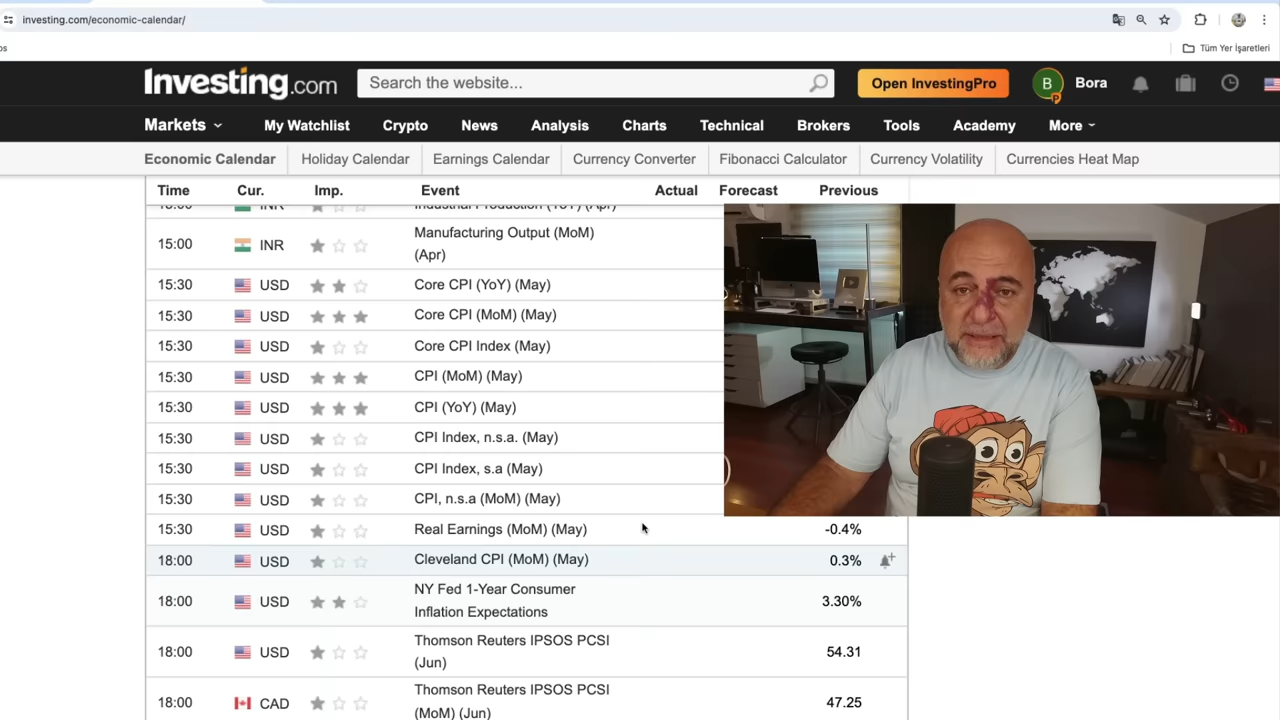 investing.com/economic-calendar/
os
Tüm Yer İşaretleri
Investing.com
Search the website...
Open InvestingPro
B
P
Bora
Markets
My Watchlist
Crypto
News
Analysis
Charts
Technical
Brokers
Tools
Academy
More
Economic Calendar
Holiday Calendar
Earnings Calendar
Currency Converter
Fibonacci Calculator
Currency Volatility
Currencies Heat Map
Time Cur. Imp. Event Actual Forecast Previous
15:00 INR Industrial Production (YoY) (Apr)
15:00 INR Manufacturing Output (MoM)
(Apr)
15:30 USD Core CPI (YoY) (May)
15:30 USD Core CPI (MoM) (May)
15:30 USD Core CPI Index (May)
15:30 USD CPI (MoM) (May)
15:30 USD CPI (YoY) (May)
15:30 USD CPI Index, n.s.a. (May)
15:30 USD CPI Index, s.a (May)
15:30 USD CPI, n.s.a (MoM) (May)
15:30 USD Real Earnings (MoM) (May) -0.4%
18:00 USD Cleveland CPI (MoM) (May) 0.3%
18:00 USD NY Fed 1-Year Consumer
Inflation Expectations 3.30%
18:00 USD Thomson Reuters IPSOS PCSI
(Jun) 54.31
18:00 CAD Thomson Reuters IPSOS PCSI
(MoM) (Jun) 47.25